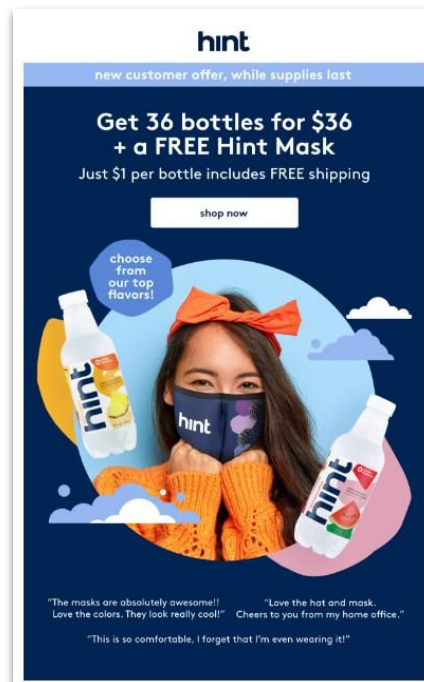 hint
new customer offer, while supplies last
Get 36 bottles for $36
+ a FREE Hint Mask
Just $1 per bottle includes FREE shipping
shop now
choose
from
our top
flavors!
hint
hint
hint
"The masks are absolutely awesome!!
Love the colors. They look really cool!"
"Love the hat and mask.
Cheers to you from my home office."
"This is so comfortable, I forget that I'm even wearing it!"